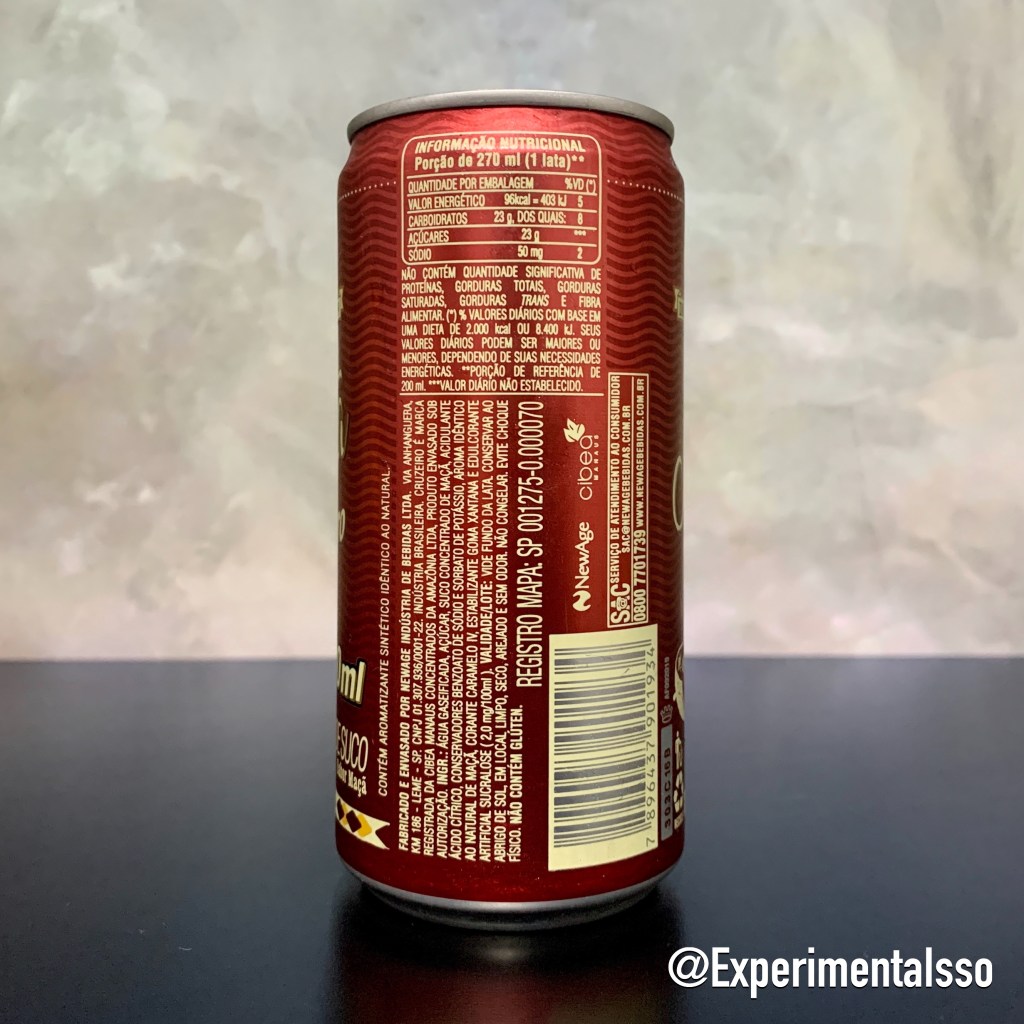 INFORMAÇÃO NUTRICIONAL
Porção de 270 ml (1 lata)**
QUANTIDADE POR EMBALAGEM %VD (*)
VALOR ENERGÉTICO 96kcal = 403 kJ 5
CARBOIDRATOS 23 g, DOS QUAIS: 8
AÇÚCARES 23 g ***
SÓDIO 50 mg 2
NÃO CONTÉM QUANTIDADE SIGNIFICATIVA DE
PROTEÍNAS, GORDURAS TOTAIS, GORDURAS
SATURADAS, GORDURAS TRANS E FIBRA
ALIMENTAR. (*) % VALORES DIÁRIOS COM BASE EM
UMA DIETA DE 2.000 kcal OU 8.400 kJ. SEUS
VALORES DIÁRIOS PODEM SER MAIORES OU
MENORES, DEPENDENDO DE SUAS NECESSIDADES
ENERGÉTICAS. **PORÇÃO DE REFERÊNCIA DE
200 ml. ***VALOR DIÁRIO NÃO ESTABELECIDO.
ml
SUCO
Maçã
CONTÉM AROMATIZANTE SINTÉTICO IDÊNTICO AO NATURAL.
FABRICADO E ENVASADO POR NEWAGE INDÚSTRIA DE BEBIDAS LTDA. VIA ANHANGUERA,
KM 186 - LEME - SP. CNPJ 01.307.936/0001-22. INDÚSTRIA BRASILEIRA. CRUZEIRO É MARCA
REGISTRADA DA CIBEA MANAUS CONCENTRADOS DA AMAZÔNIA LTDA, PRODUTO ENVASADO SOB
AUTORIZAÇÃO. INGR.: ÁGUA GASEIFICADA, AÇÚCAR, SUCO CONCENTRADO DE MAÇÃ, ACIDULANTE
ÁCIDO CÍTRICO, CONSERVADORES BENZOATO DE SÓDIO E SORBATO DE POTÁSSIO, AROMA IDÊNTICO
AO NATURAL DE MAÇÃ, CORANTE CARAMELO IV, ESTABILIZANTE GOMA XANTANA E EDULCORANTE
ARTIFICIAL SUCRALOSE ( 2,0 mg/100ml ). VALIDADE/LOTE: VIDE FUNDO DA LATA. CONSERVAR AO
ABRIGO DE SOL, EM LOCAL LIMPO, SECO, AREJADO E SEM ODOR. NÃO CONGELAR. EVITE CHOQUE
FÍSICO. NÃO CONTÉM GLÚTEN.
REGISTRO MAPA: SP 001275-0.000070
NewAge
cibea
MANAUS
SAC SERVIÇO DE ATENDIMENTO AO CONSUMIDOR
SAC@NEWAGEBEBIDAS.COM.BR
0800 7701739 WWW.NEWAGEBEBIDAS.COM.BR
7 896437 901934
303C16B
@ExperimentaIsso